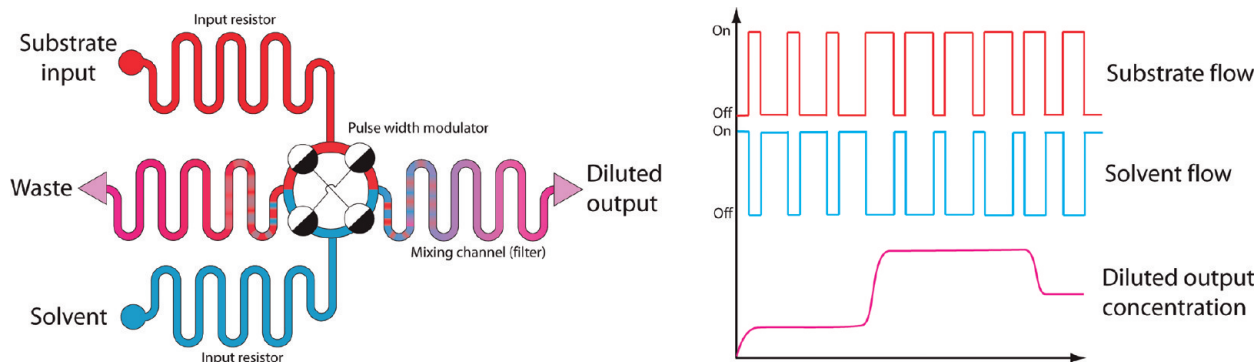 Input resistor
Substrate
input
Pulse width modulator
Waste
Diluted
output
Mixing channel (filter)
Solvent
Input resistor
On
Substrate flow
Off
On
Solvent flow
Off
Diluted output
concentration